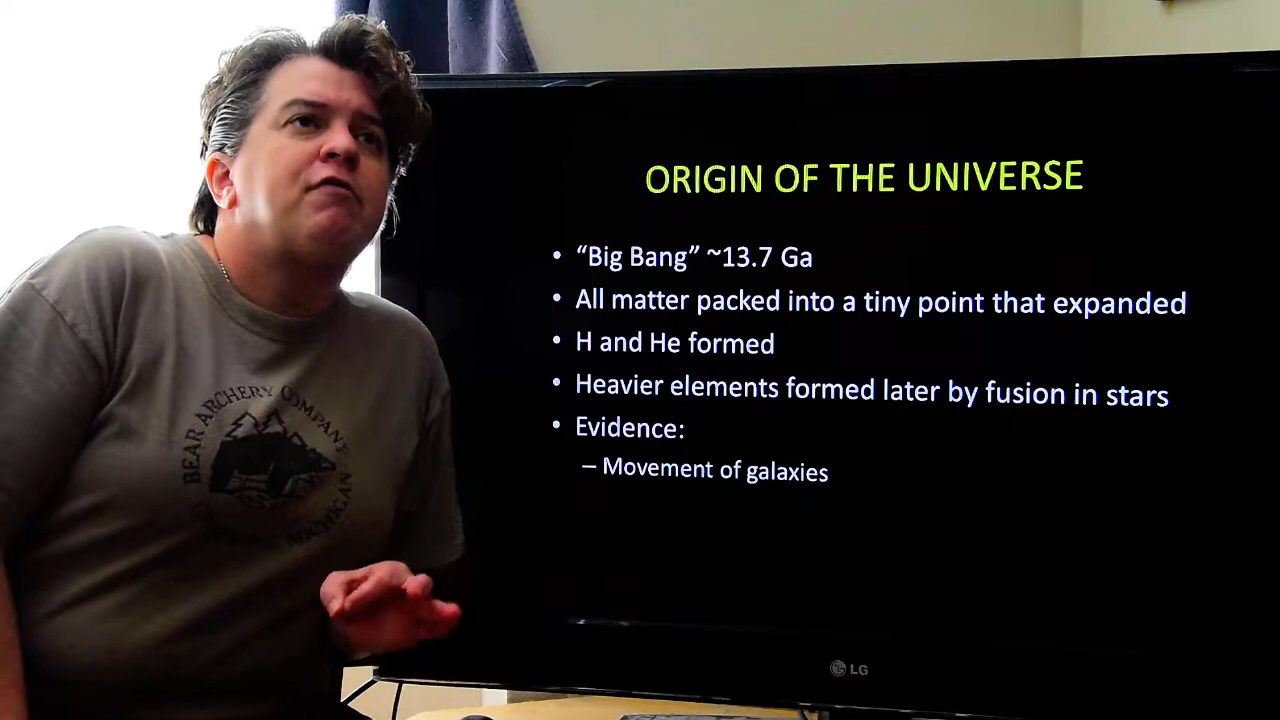 ORIGIN OF THE UNIVERSE
• “Big Bang” ~13.7 Ga
• All matter packed into a tiny point that expanded
• H and He formed
• Heavier elements formed later by fusion in stars
• Evidence:
– Movement of galaxies
BEAR ARCHERY COMPANY
MICHIGAN
LG